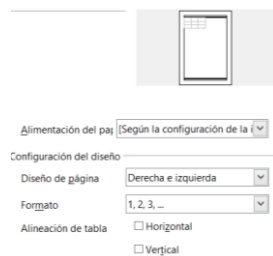 Alimentación del pap [Según la configuración de la i
Configuración del diseño
Diseño de página Derecha e izquierda
Formato 1, 2, 3, ...
Alineación de tabla Horizontal
Vertical